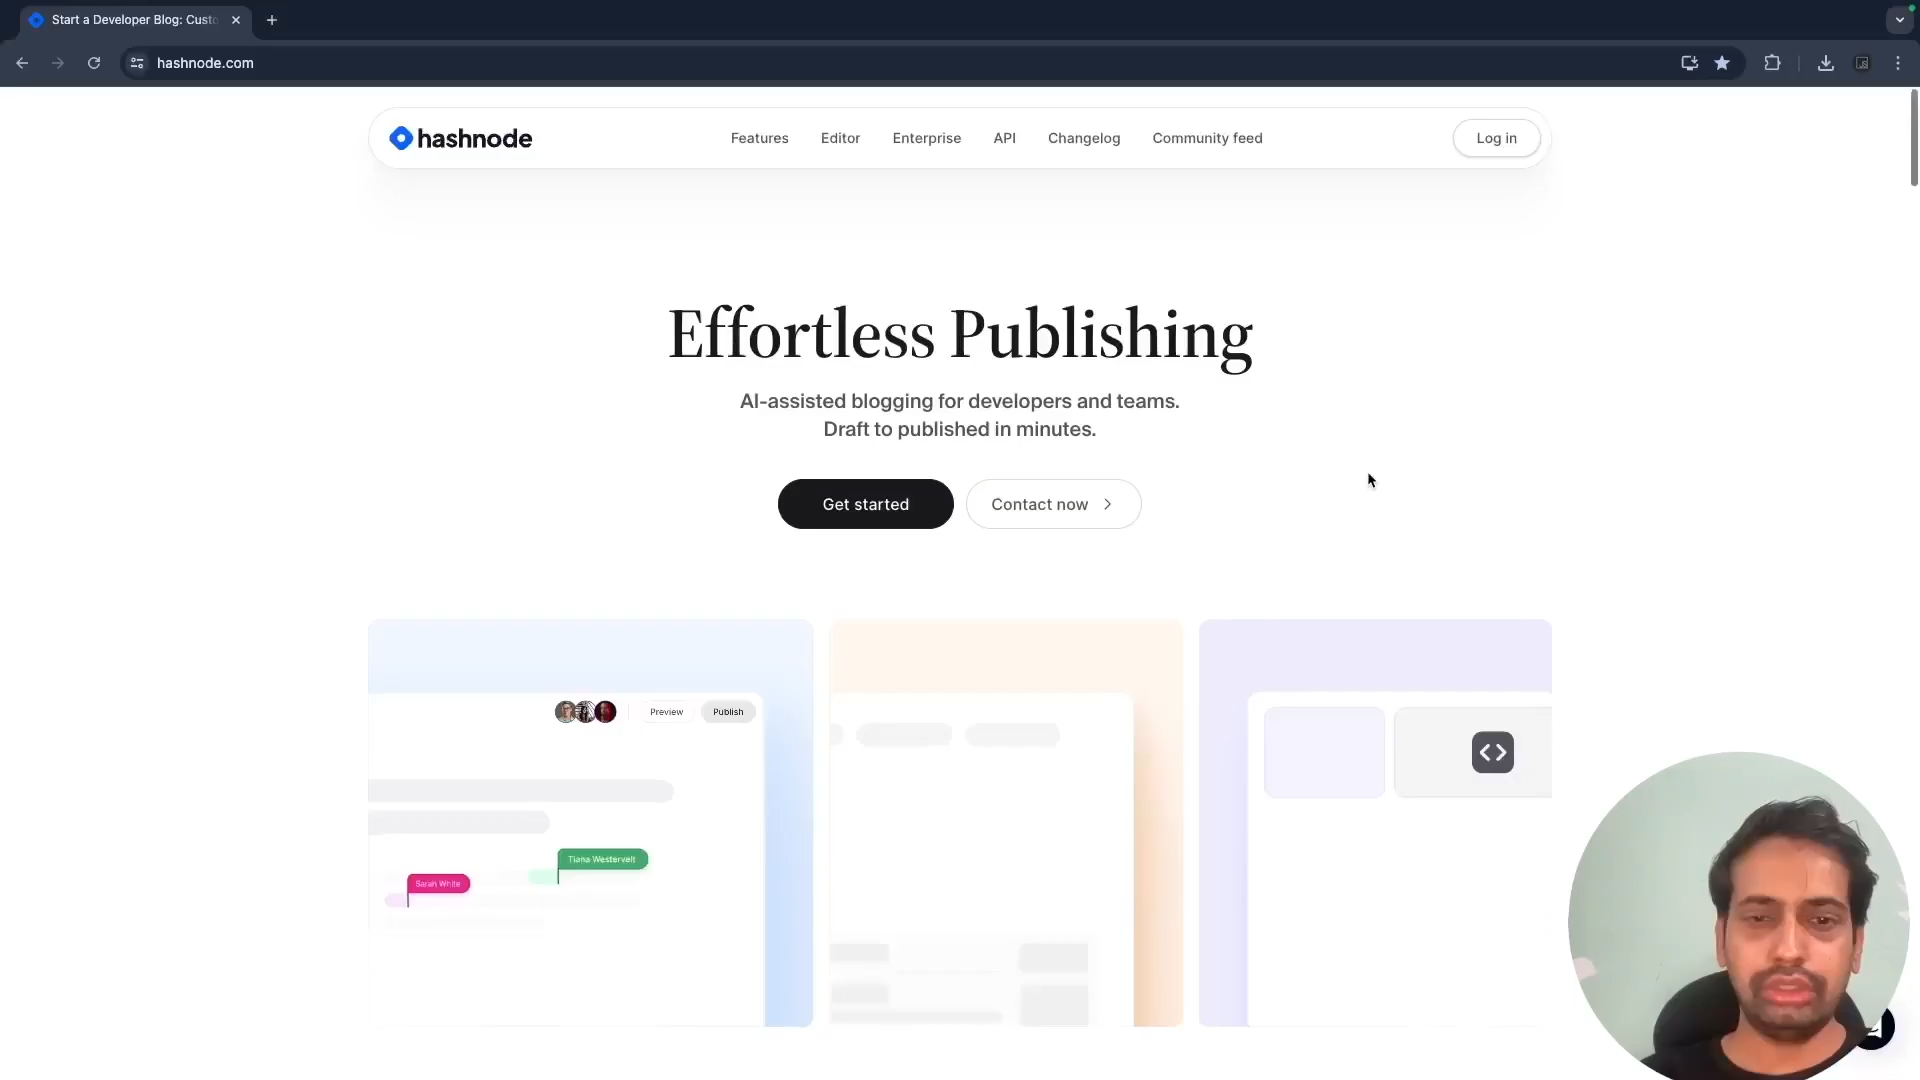 Start a Developer Blog: Custo
hashnode.com
hashnode
Features
Editor
Enterprise
API
Changelog
Community feed
Log in
Effortless Publishing
AI-assisted blogging for developers and teams.
Draft to published in minutes.
Get started
Contact now
Preview
Publish
Tiana Westervelt
Sarah White